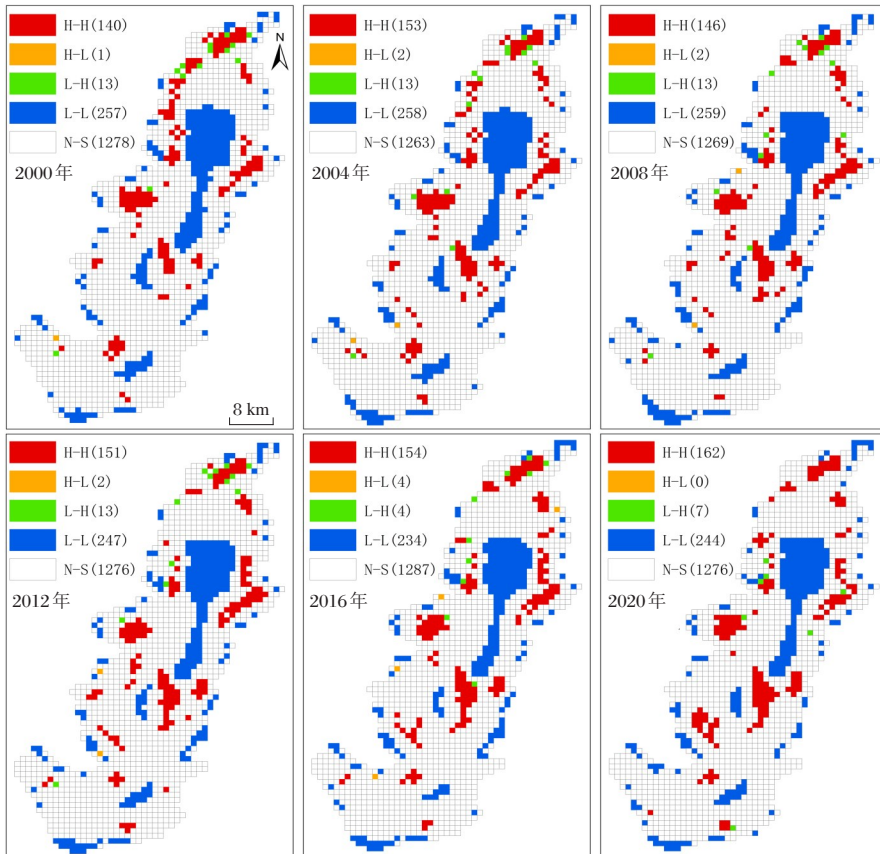 H-H(140)
H-L(1)
L-H(13)
L-L(257)
N-S(1278)
2000年
N
8 km
H-H(153)
H-L(2)
L-H(13)
L-L(258)
N-S(1263)
2004年
H-H(146)
H-L(2)
L-H(13)
L-L(259)
N-S(1269)
2008年
H-H(151)
H-L(2)
L-H(13)
L-L(247)
N-S(1276)
2012年
H-H(154)
H-L(4)
L-H(4)
L-L(234)
N-S(1287)
2016年
H-H(162)
H-L(0)
L-H(7)
L-L(244)
N-S(1276)
2020年